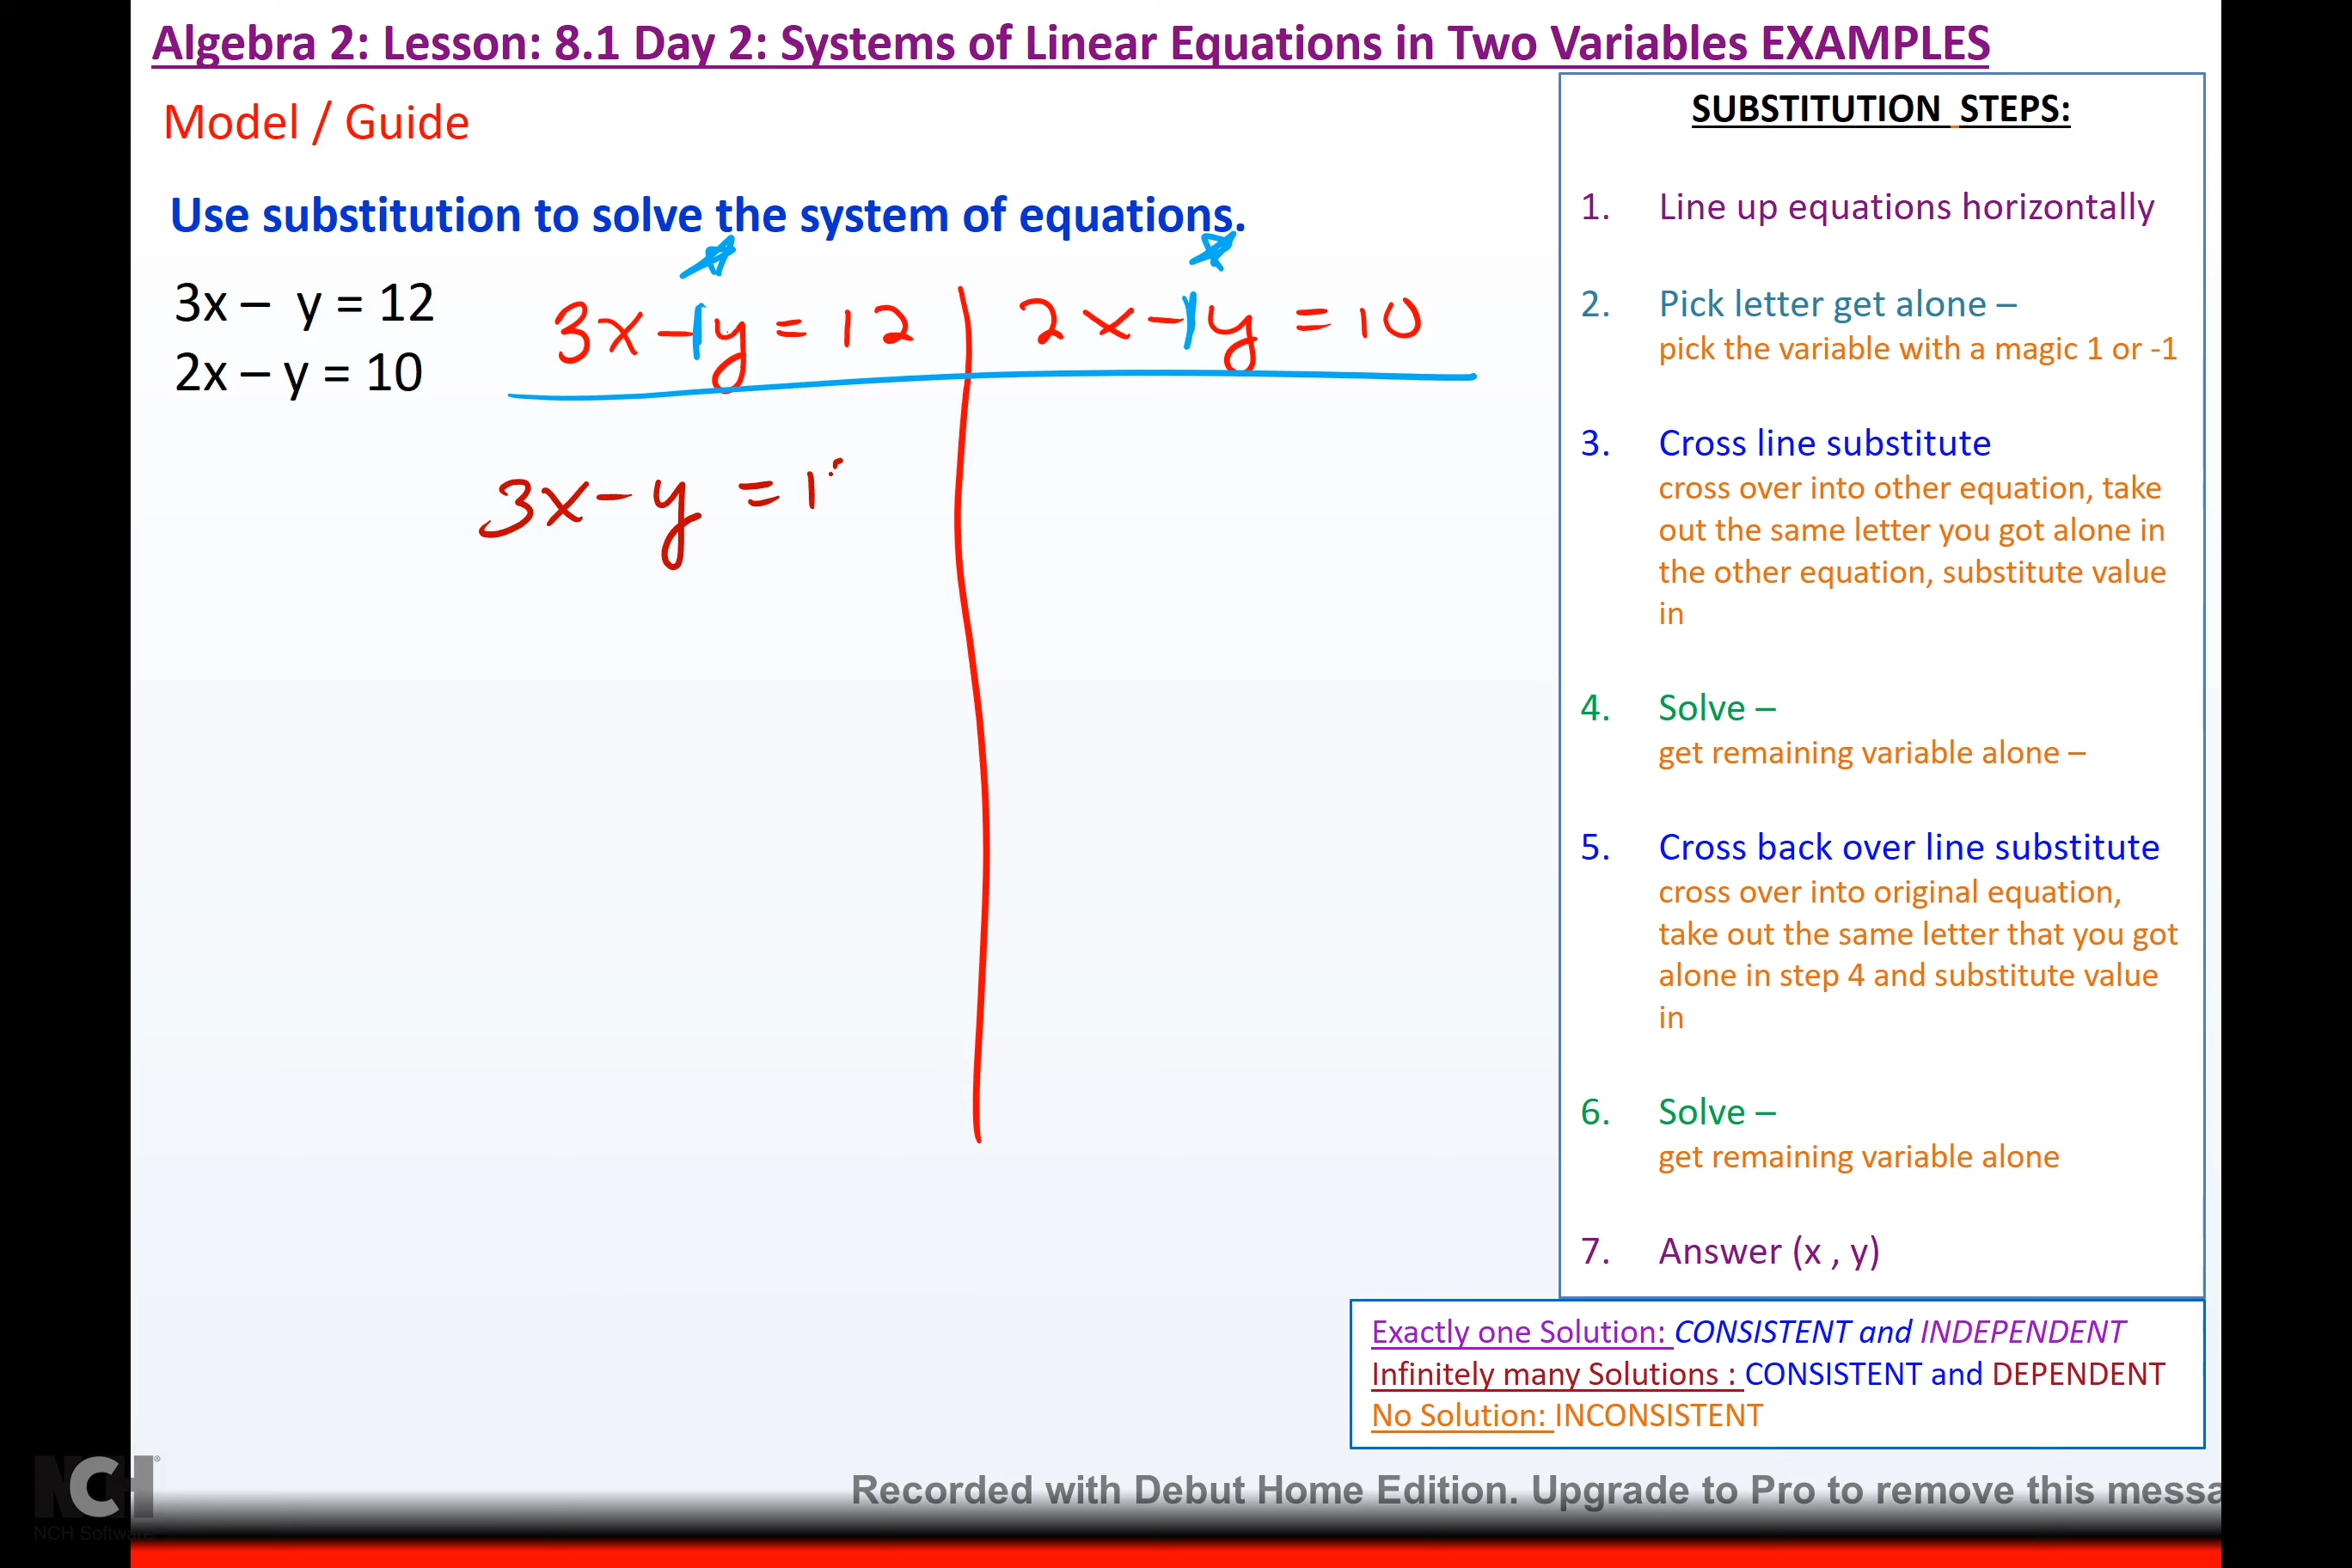 Algebra 2: Lesson: 8.1 Day 2: Systems of Linear Equations in Two Variables EXAMPLES
Model / Guide
Use substitution to solve the system of equations.
3x – y = 12
2x – y = 10
3x - 1y = 12
2x - 1y = 10
3x - y = 1
SUBSTITUTION STEPS:
1. Line up equations horizontally
2. Pick letter get alone –
pick the variable with a magic 1 or -1
3. Cross line substitute
cross over into other equation, take
out the same letter you got alone in
the other equation, substitute value
in
4. Solve –
get remaining variable alone –
5. Cross back over line substitute
cross over into original equation,
take out the same letter that you got
alone in step 4 and substitute value
in
6. Solve –
get remaining variable alone
7. Answer (x , y)
Exactly one Solution: CONSISTENT and INDEPENDENT
Infinitely many Solutions : CONSISTENT and DEPENDENT
No Solution: INCONSISTENT
NCH
NCH Software
Recorded with Debut Home Edition. Upgrade to Pro to remove this messa